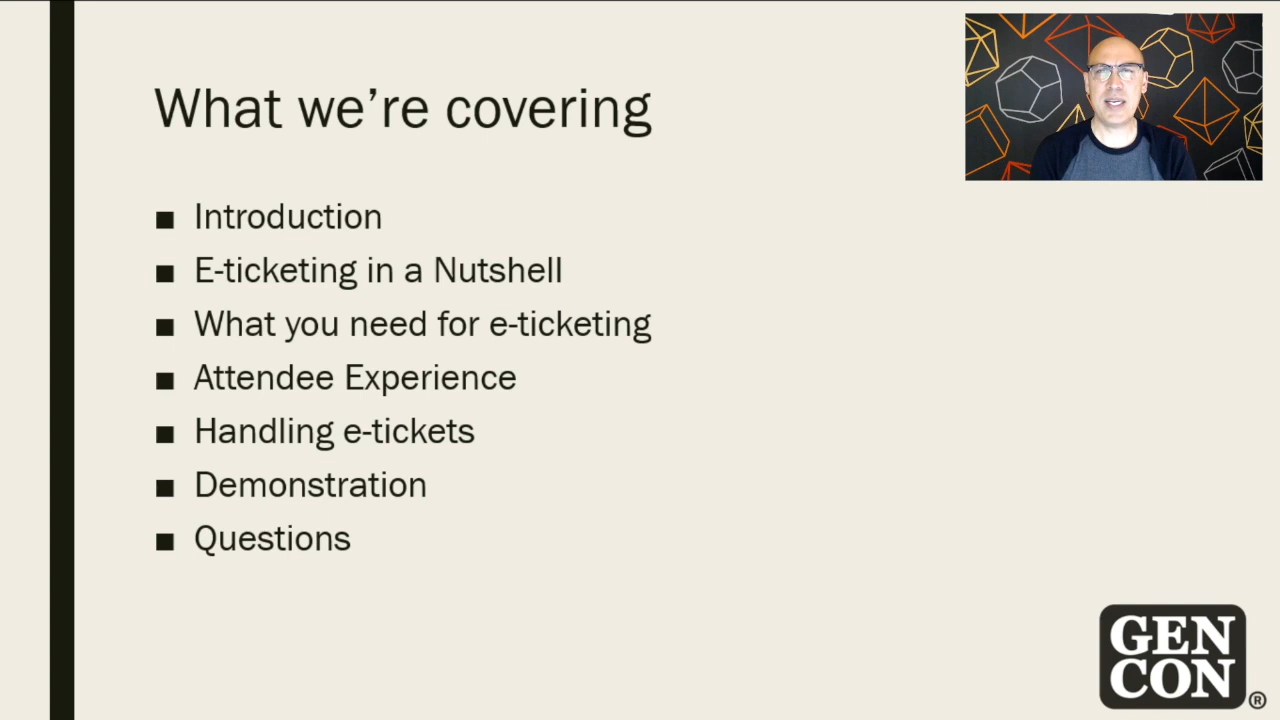 What we’re covering
■ Introduction
■ E-ticketing in a Nutshell
■ What you need for e-ticketing
■ Attendee Experience
■ Handling e-tickets
■ Demonstration
■ Questions
GEN
CON®